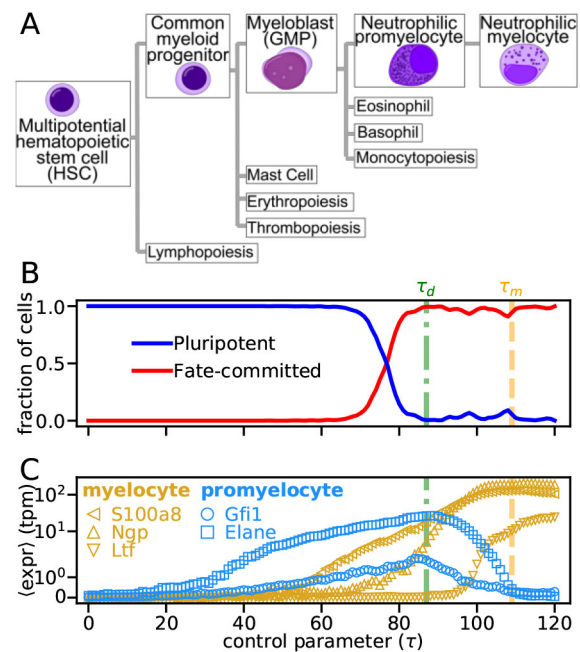 A
Multipotential
hematopoietic
stem cell
(HSC)
Common
myeloid
progenitor
Myeloblast
(GMP)
Neutrophilic
promyelocyte
Neutrophilic
myelocyte
Eosinophil
Basophil
Monocytopoiesis
Mast Cell
Erythropoiesis
Thrombopoiesis
Lymphopoiesis
B
τd
τm
fraction of cells
1.0
0.5
0.0
Pluripotent
Fate-committed
C
⟨expr⟩ (tpm)
10²
10¹
10⁰
0
myelocyte
S100a8
Ngp
Ltf
promyelocyte
Gfi1
Elane
0 20 40 60 80 100 120
control parameter (τ)